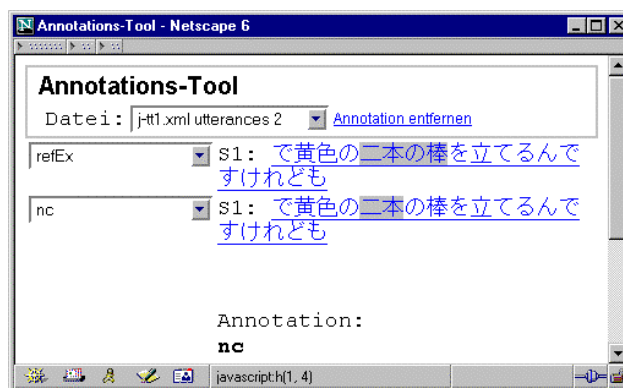 Annotations-Tool - Netscape 6
Annotations-Tool
Datei: j-tt1.xml utterances 2 Annotation entfernen
refEx S1: で黄色の二本の棒を立てるんで
すけれども
nc S1: で黄色の二本の棒を立てるんで
すけれども
Annotation:
nc
javascript:h(1, 4)